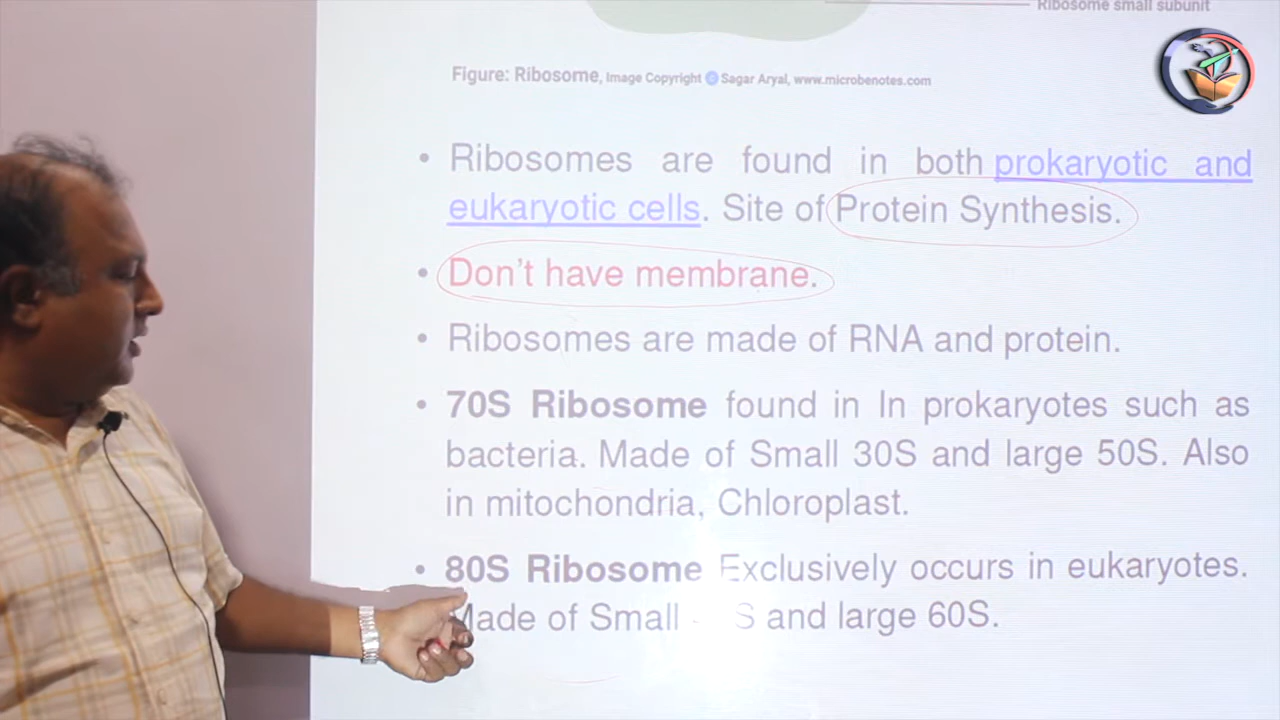 Ribosome small subunit
Figure: Ribosome, Image Copyright Sagar Aryal, www.microbenotes.com
• Ribosomes are found in both prokaryotic and
eukaryotic cells. Site of Protein Synthesis.
• Don't have membrane.
• Ribosomes are made of RNA and protein.
• 70S Ribosome found in In prokaryotes such as
bacteria. Made of Small 30S and large 50S. Also
in mitochondria, Chloroplast.
• 80S Ribosome Exclusively occurs in eukaryotes.
Made of Small S and large 60S.